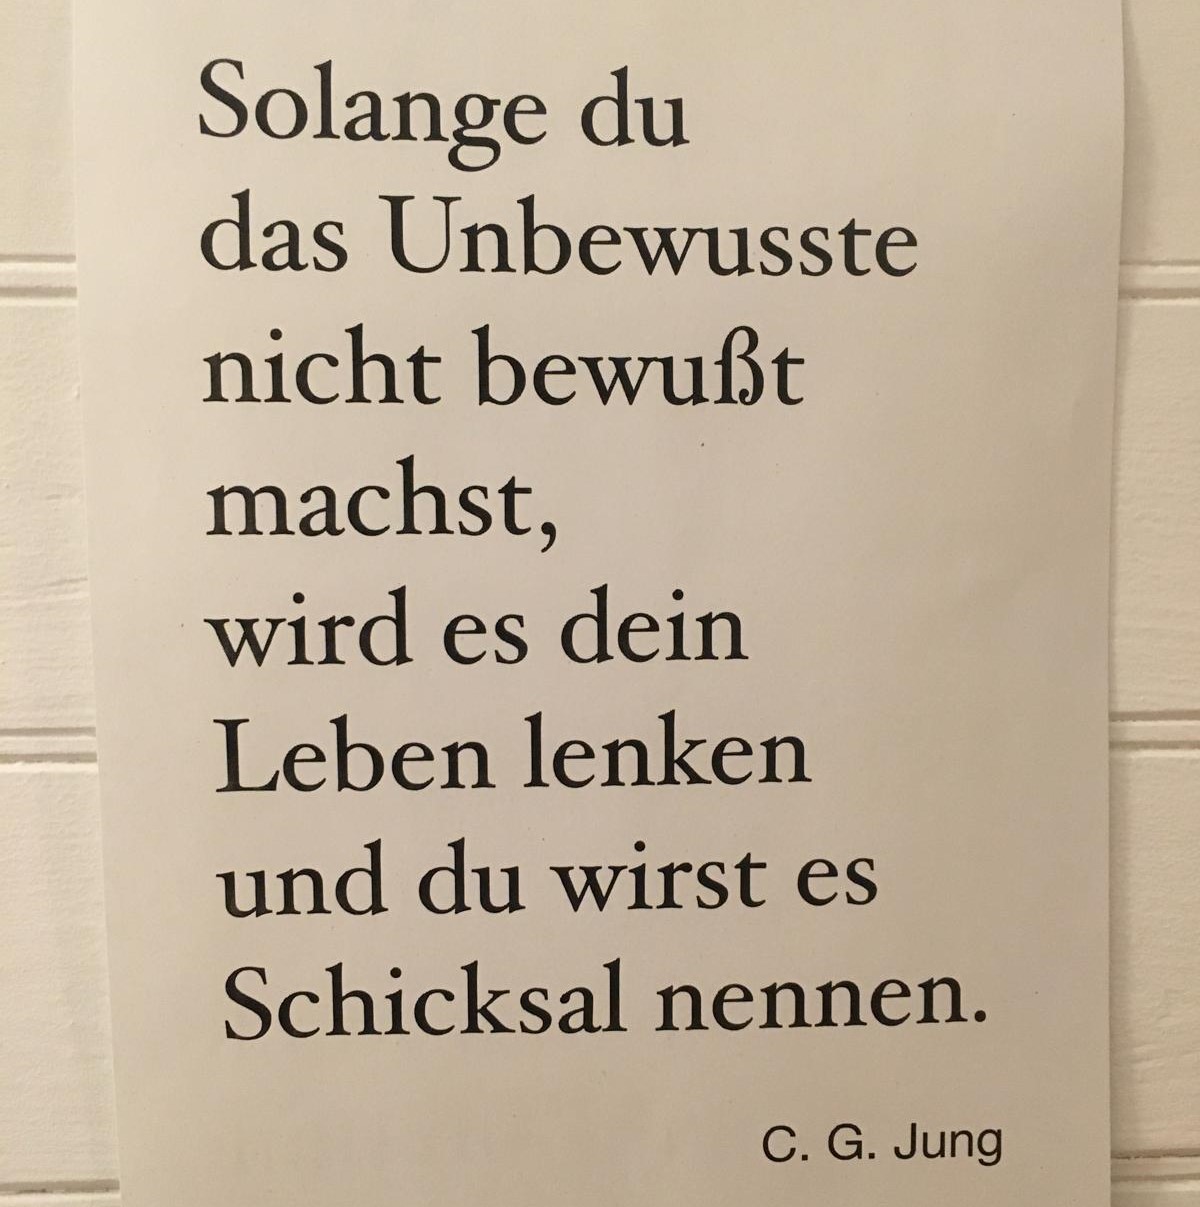 Solange du
das Unbewusste
nicht bewußt
machst,
wird es dein
Leben lenken
und du wirst es
Schicksal nennen.
C. G. Jung